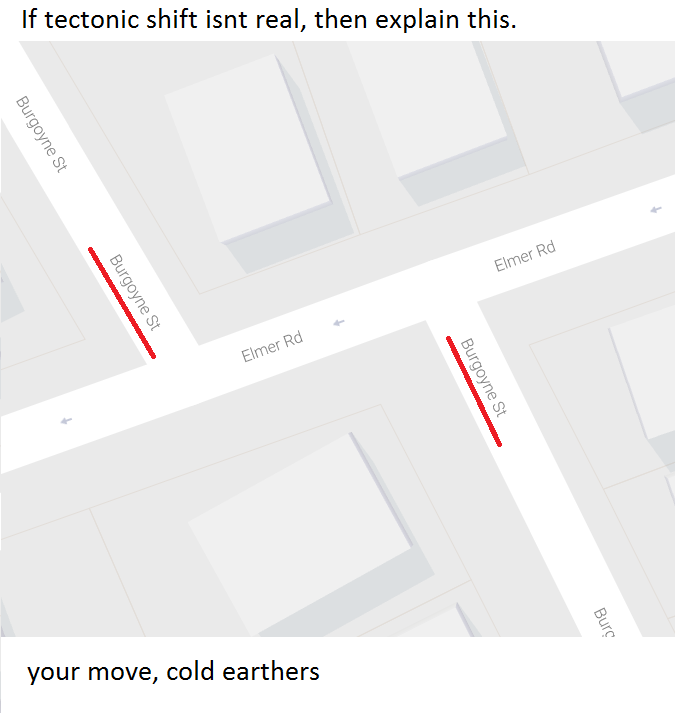 If tectonic shift isnt real, then explain this.
Burgoyne St
Burgoyne St
Elmer Rd
Elmer Rd
Burgoyne St
Burg
your move, cold earthers